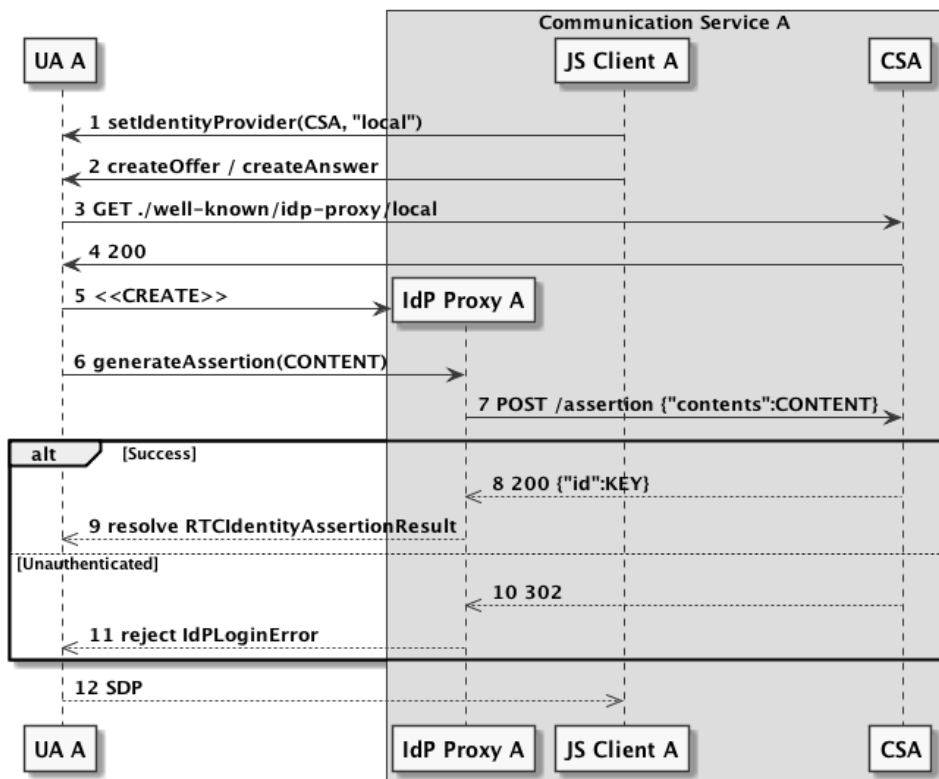 Communication Service A
UA A
JS Client A
CSA
1 setIdentityProvider(CSA, "local")
2 createOffer / createAnswer
3 GET ./well-known/idp-proxy/local
4 200
5 <<CREATE>>
IdP Proxy A
6 generateAssertion(CONTENT)
7 POST /assertion {"contents":CONTENT}
alt
[Success]
8 200 {"id":KEY}
9 resolve RTCIdentityAssertionResult
[Unauthenticated]
10 302
11 reject IdPLoginError
12 SDP
UA A
IdP Proxy A
JS Client A
CSA